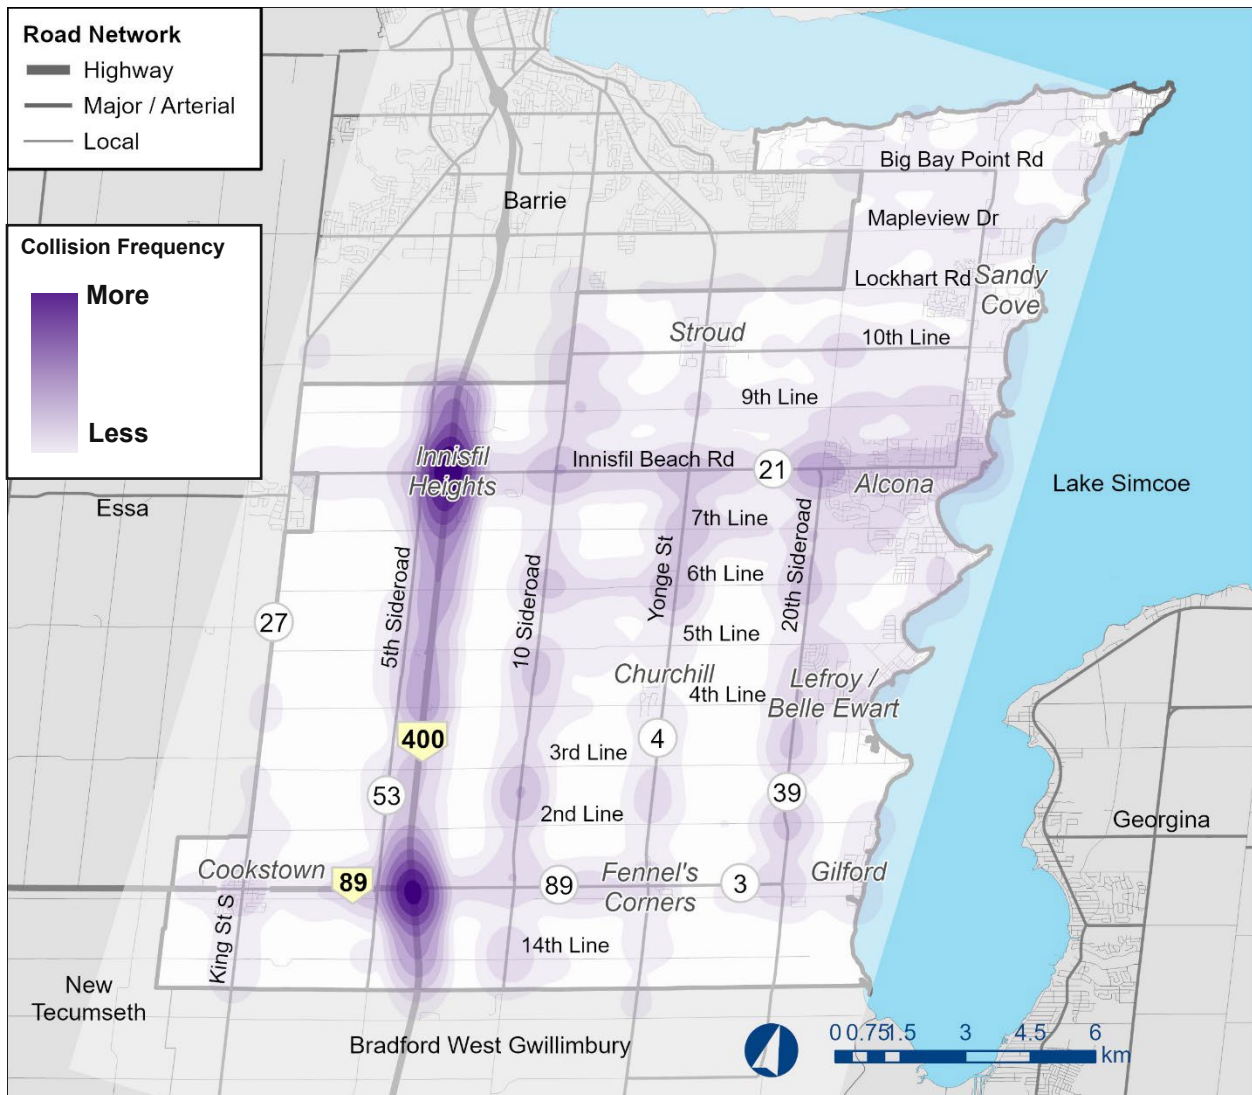 Road Network
Highway
Major / Arterial
Local
Collision Frequency
More
Less
Barrie
Big Bay Point Rd
Mapleview Dr
Lockhart Rd
Sandy
Cove
Stroud
10th Line
9th Line
Innisfil
Heights
Innisfil Beach Rd
21
Alcona
Lake Simcoe
Essa
7th Line
6th Line
5th Line
27
5th Sideroad
10 Sideroad
Yonge St
20th Sideroad
Churchill
4th Line
Lefroy /
Belle Ewart
400
4
3rd Line
53
39
2nd Line
Georgina
Cookstown
89
89
Fennel's
Corners
3
Gilford
King St S
14th Line
New
Tecumseth
Bradford West Gwillimbury
0 0.75 1.5 3 4.5 6
km